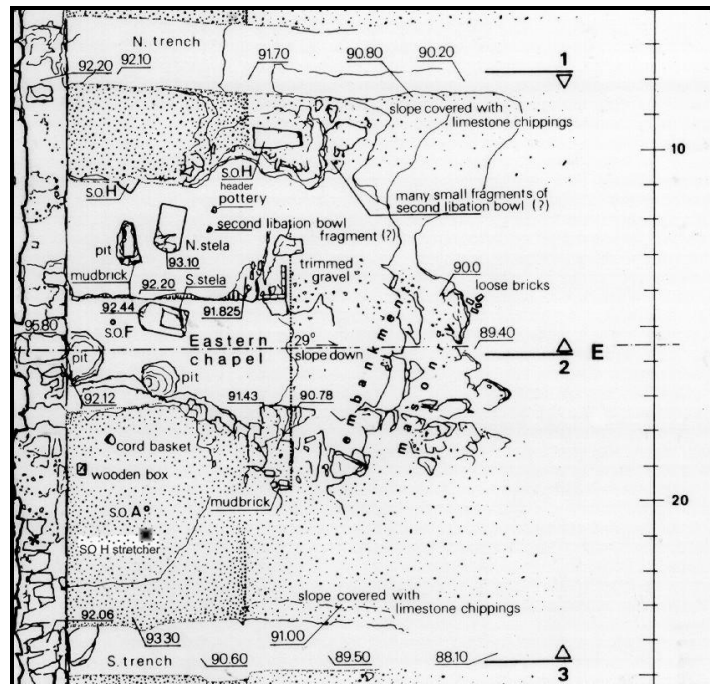 N. trench
92.20
92.10
91.70
90.80
90.20
1
slope covered with
limestone chippings
10
s.o.H
s.o.H
header
pottery
many small fragments of
second libation bowl (?)
second libation bowl
fragment (?)
pit
N. stela
93.10
mudbrick
trimmed
gravel
90.0
loose bricks
92.20
S. stela
92.44
91.825
95.80
s.o.F
Eastern
chapel
29°
slope down
89.40
E
2
pit
pit
embankment
masonry
92.12
91.43
90.78
cord basket
wooden box
mudbrick
s.o.A
20
SO H stretcher
slope covered with
limestone chippings
92.06
93.30
91.00
S. trench
90.60
89.50
88.10
3